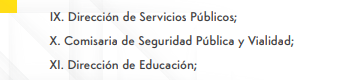 IX. Dirección de Servicios Públicos;
X. Comisaria de Seguridad Pública y Vialidad;
XI. Dirección de Educación;